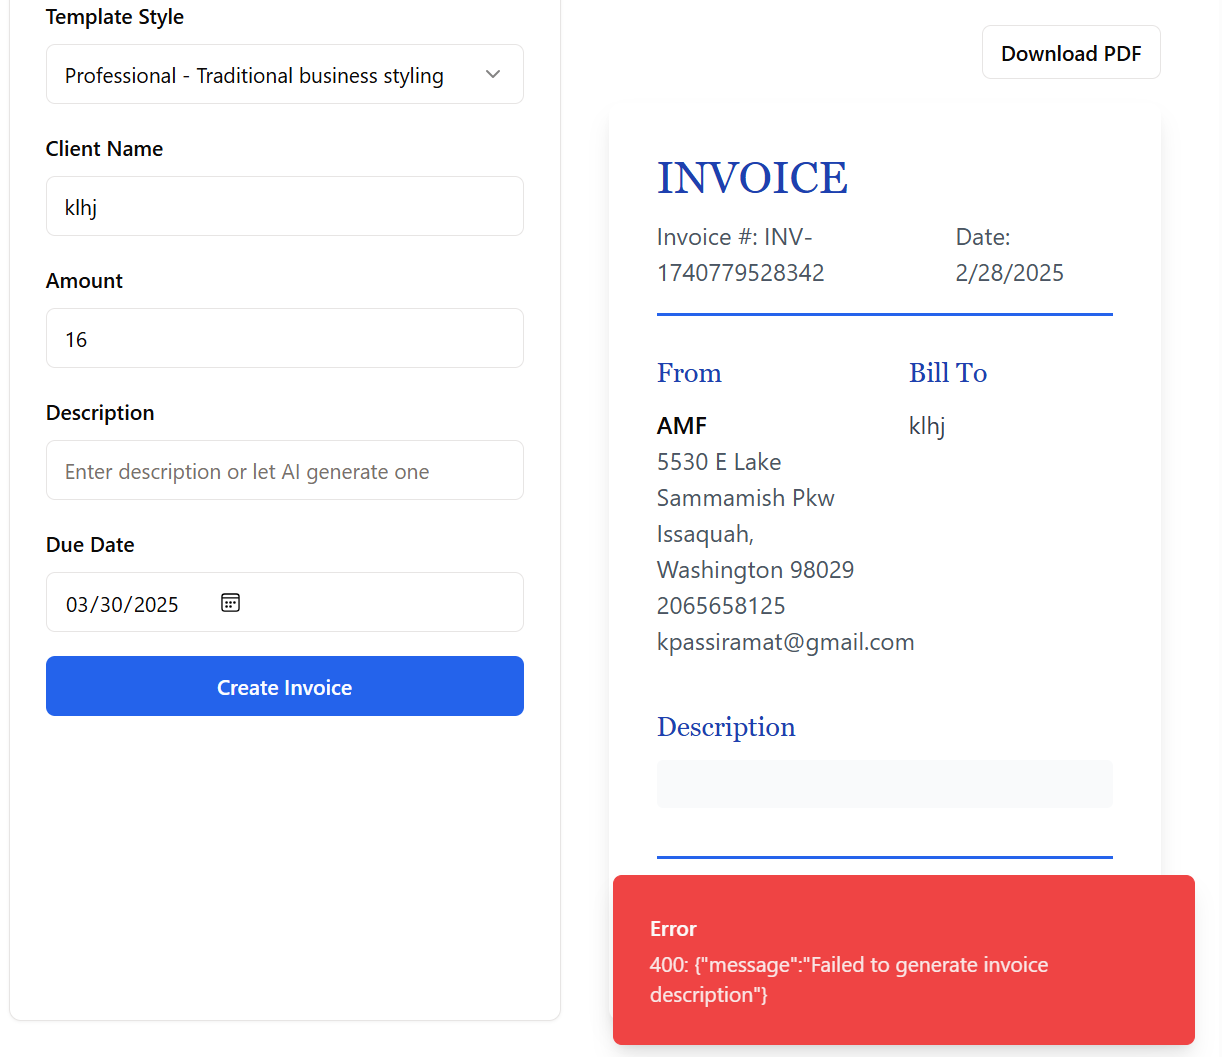 Template Style
Professional - Traditional business styling
Client Name
klhj
Amount
16
Description
Enter description or let AI generate one
Due Date
03/30/2025
Create Invoice
Download PDF
INVOICE
Invoice #: INV-
1740779528342
Date:
2/28/2025
From
AMF
5530 E Lake
Sammamish Pkw
Issaquah,
Washington 98029
2065658125
kpassiramat@gmail.com
Bill To
klhj
Description
Error
400: {"message":"Failed to generate invoice
description"}